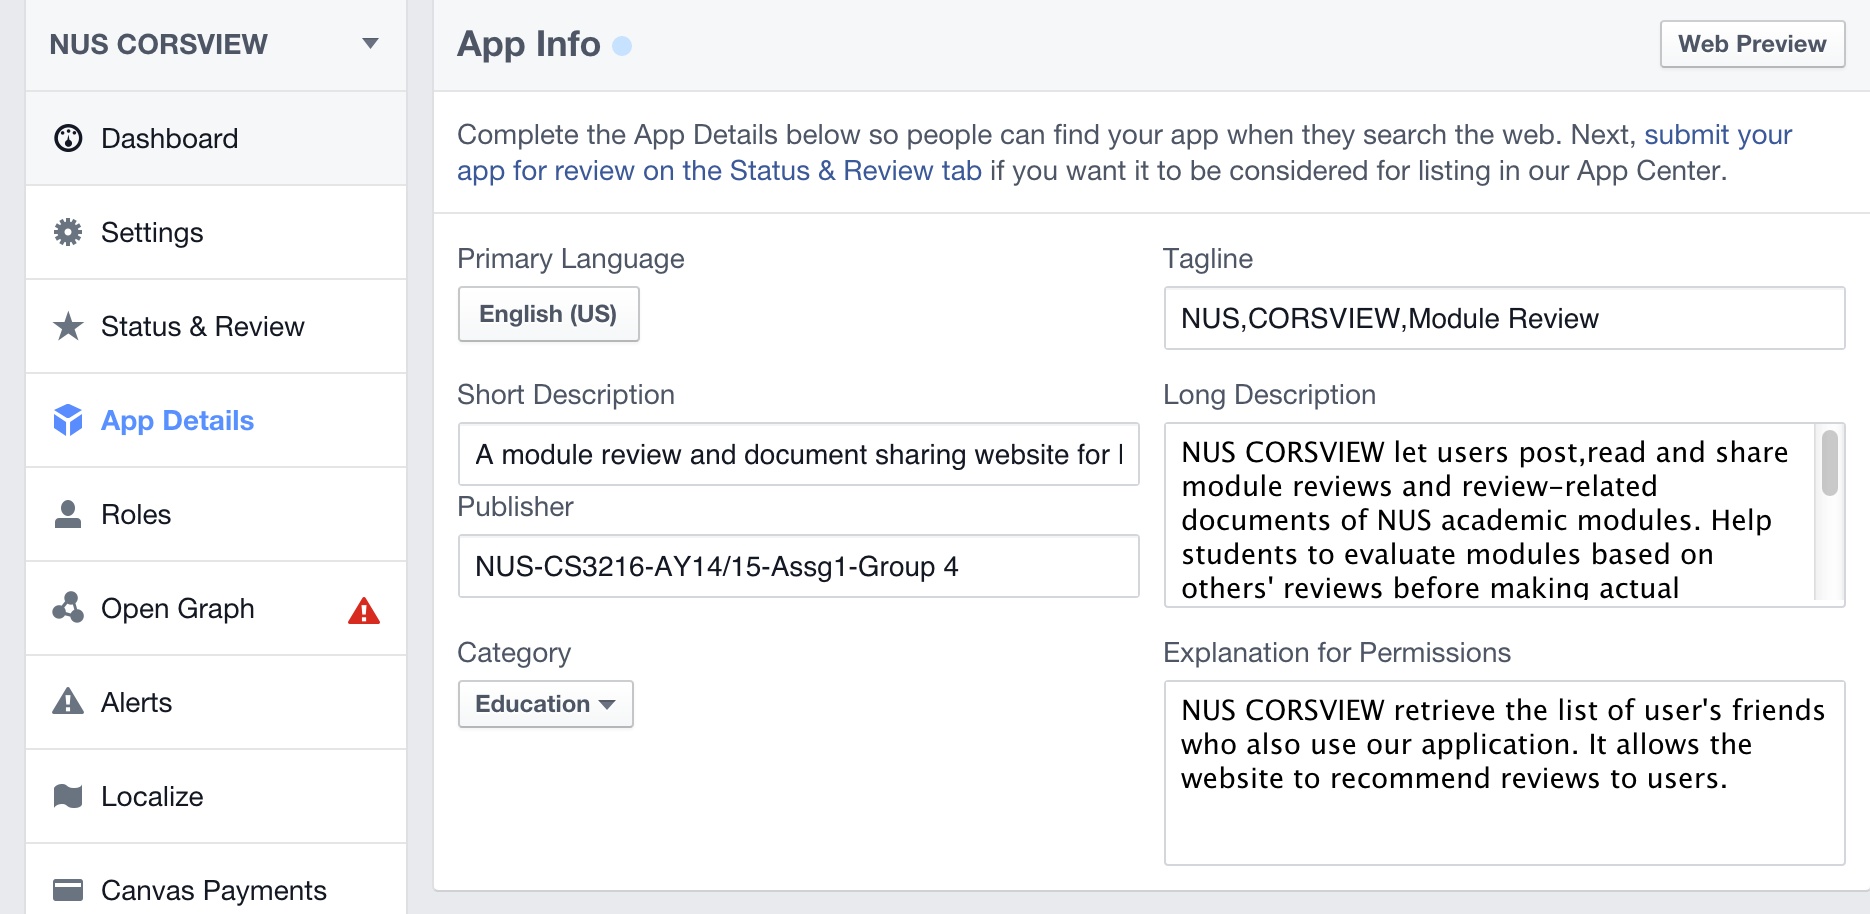 NUS CORSVIEW
Dashboard
Settings
Status & Review
App Details
Roles
Open Graph
Alerts
Localize
Canvas Payments
App Info
Web Preview
Complete the App Details below so people can find your app when they search the web. Next, submit your
app for review on the Status & Review tab if you want it to be considered for listing in our App Center.
Primary Language
English (US)
Tagline
NUS,CORSVIEW,Module Review
Short Description
A module review and document sharing website for
Publisher
NUS-CS3216-AY14/15-Assg1-Group 4
Long Description
NUS CORSVIEW let users post,read and share
module reviews and review-related
documents of NUS academic modules. Help
students to evaluate modules based on
others' reviews before making actual
Category
Education
Explanation for Permissions
NUS CORSVIEW retrieve the list of user's friends
who also use our application. It allows the
website to recommend reviews to users.